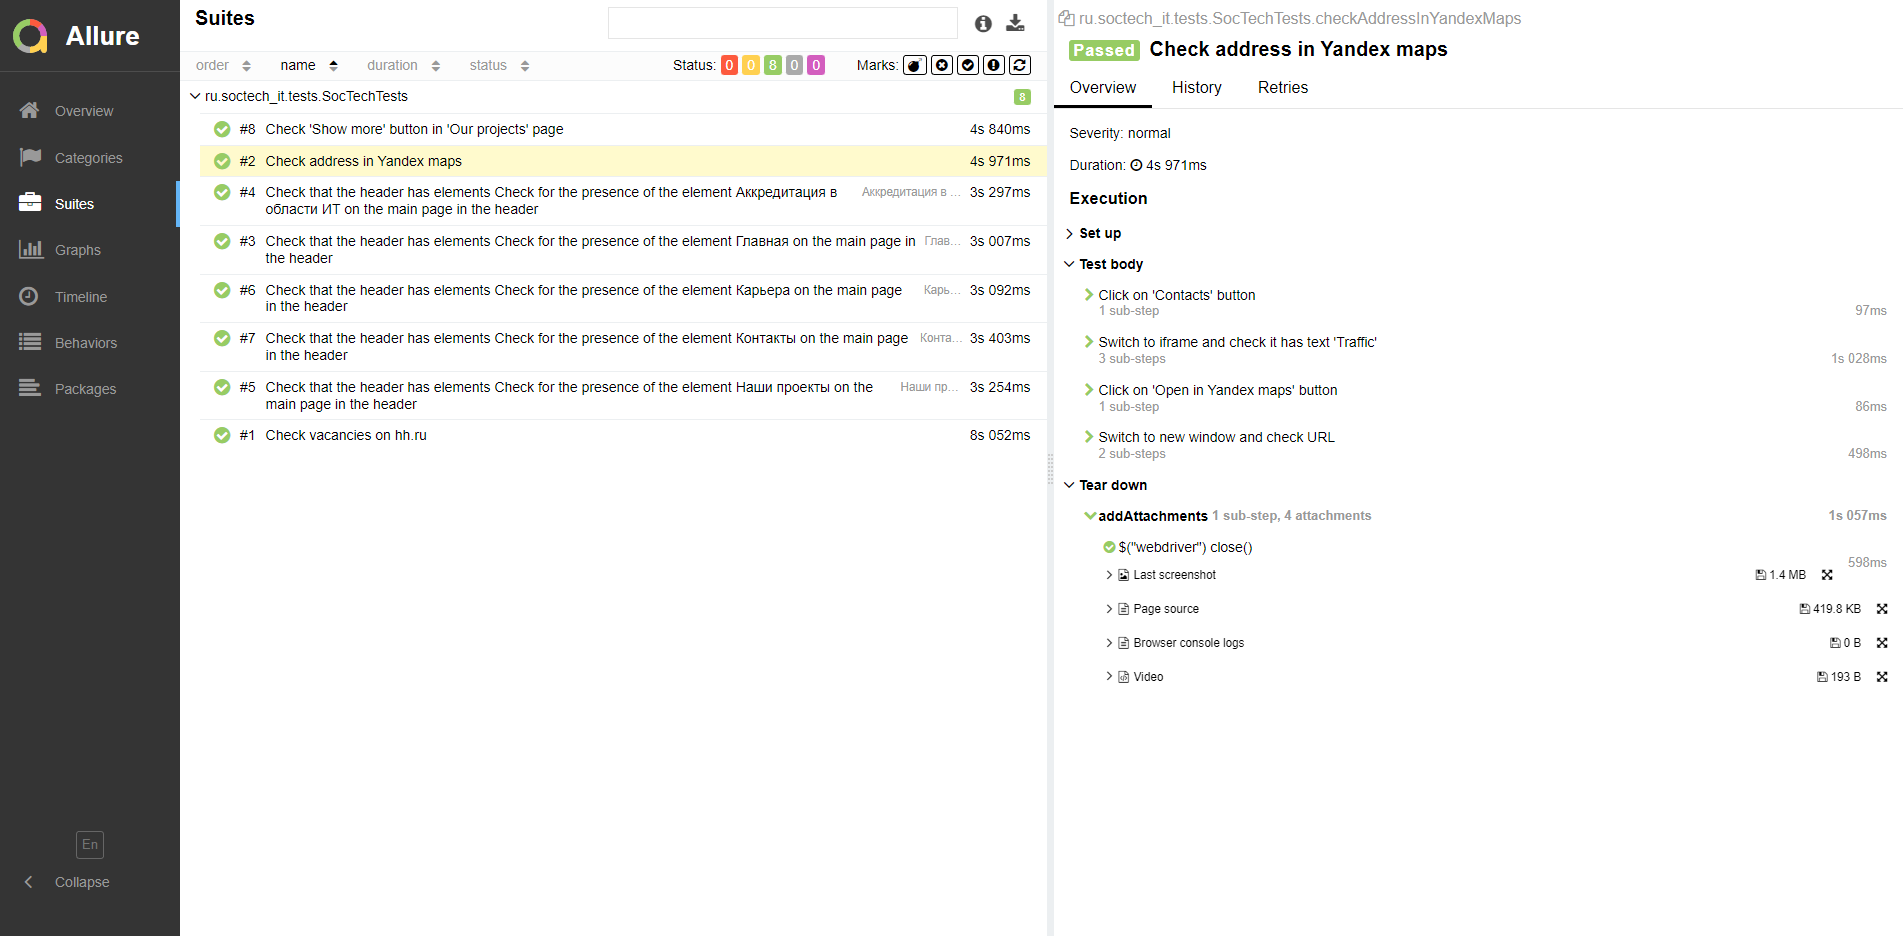 Allure
Overview
Categories
Suites
Graphs
Timeline
Behaviors
Packages
En
Collapse
Suites
order name duration status Status: 0 0 8 0 0 Marks:
ru.soctech_it.tests.SocTechTests 8
#8 Check 'Show more' button in 'Our projects' page 4s 840ms
#2 Check address in Yandex maps 4s 971ms
#4 Check that the header has elements Check for the presence of the element Аккредитация в Аккредитация в ... 3s 297ms
области ИТ on the main page in the header
#3 Check that the header has elements Check for the presence of the element Главная on the main page in Глав... 3s 007ms
the header
#6 Check that the header has elements Check for the presence of the element Карьера on the main page Карь... 3s 092ms
in the header
#7 Check that the header has elements Check for the presence of the element Контакты on the main page Конта... 3s 403ms
in the header
#5 Check that the header has elements Check for the presence of the element Наши проекты on the Наши пр... 3s 254ms
main page in the header
#1 Check vacancies on hh.ru 8s 052ms
ru.soctech_it.tests.SocTechTests.checkAddressInYandexMaps
Passed Check address in Yandex maps
Overview History Retries
Severity: normal
Duration: 4s 971ms
Execution
Set up
Test body
Click on 'Contacts' button
1 sub-step 97ms
Switch to iframe and check it has text 'Traffic'
3 sub-steps 1s 028ms
Click on 'Open in Yandex maps' button
1 sub-step 86ms
Switch to new window and check URL
2 sub-steps 498ms
Tear down
addAttachments 1 sub-step, 4 attachments 1s 057ms
$("webdriver") close()
598ms
Last screenshot 1.4 MB
Page source 419.8 KB
Browser console logs 0 B
Video 193 B